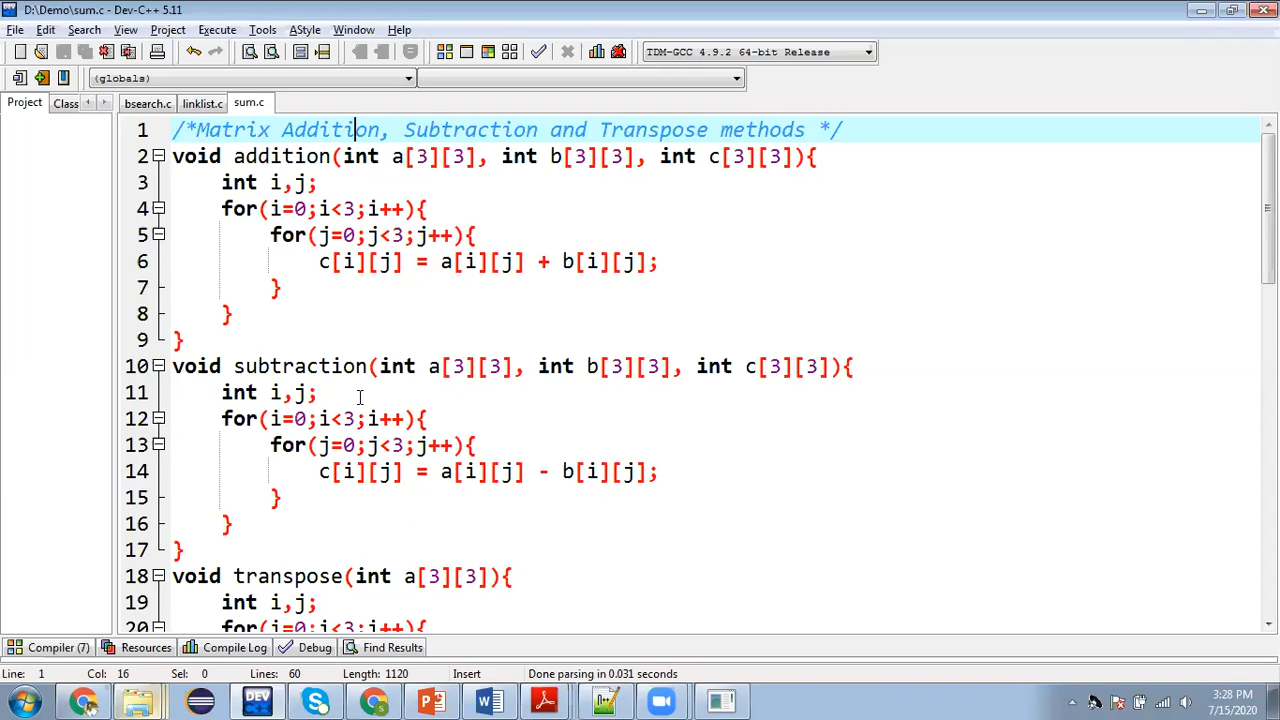 D:\Demo\sum.c - Dev-C++ 5.11
File Edit Search View Project Execute Tools AStyle Window Help
TDM-GCC 4.9.2 64-bit Release
(globals)
Project Class bsearch.c linklist.c sum.c
1 /*Matrix Addition, Subtraction and Transpose methods */
2 void addition(int a[3][3], int b[3][3], int c[3][3]){
3 int i,j;
4 for(i=0;i<3;i++){
5 for(j=0;j<3;j++){
6 c[i][j] = a[i][j] + b[i][j];
7 }
8 }
9 }
10 void subtraction(int a[3][3], int b[3][3], int c[3][3]){
11 int i,j;
12 for(i=0;i<3;i++){
13 for(j=0;j<3;j++){
14 c[i][j] = a[i][j] - b[i][j];
15 }
16 }
17 }
18 void transpose(int a[3][3]){
19 int i,j;
20 for(i=0;i<3;i++){
Compiler (7) Resources Compile Log Debug Find Results
Line: 1 Col: 16 Sel: 0 Lines: 60 Length: 1120 Insert Done parsing in 0.031 seconds
DEV
3:28 PM
7/15/2020